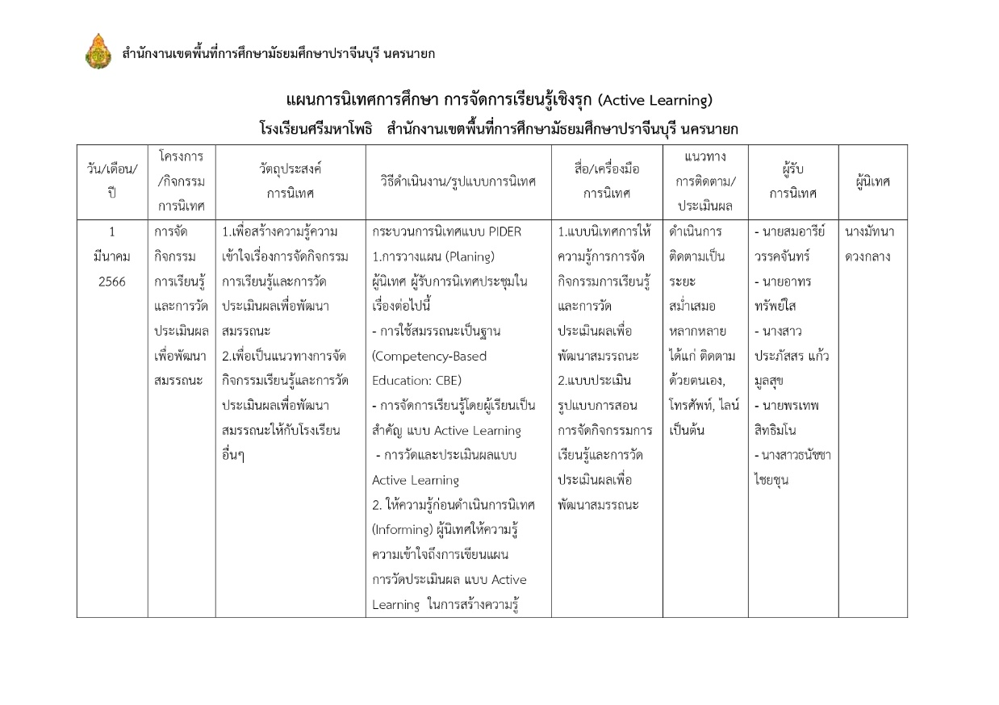 สำนักงานเขตพื้นที่การศึกษามัธยมศึกษาปราจีนบุรี นครนายก
แผนการนิเทศการศึกษา การจัดการเรียนรู้เชิงรุก (Active Learning)
โรงเรียนศรีมหาโพธิ สำนักงานเขตพื้นที่การศึกษามัธยมศึกษาปราจีนบุรี นครนายก
วัน/เดือน/
ปี
โครงการ
/กิจกรรม
การนิเทศ
วัตถุประสงค์
การนิเทศ
วิธีดำเนินงาน/รูปแบบการนิเทศ
สื่อ/เครื่องมือ
การนิเทศ
แนวทาง
การติดตาม/
ประเมินผล
ผู้รับ
การนิเทศ
ผู้นิเทศ
1
มีนาคม
2566
การจัด
กิจกรรม
การเรียนรู้
และการวัด
ประเมินผล
เพื่อพัฒนา
สมรรถนะ
1.เพื่อสร้างความรู้ความ
เข้าใจเรื่องการจัดกิจกรรม
การเรียนรู้และการวัด
ประเมินผลเพื่อพัฒนา
สมรรถนะ
2.เพื่อเป็นแนวทางการจัด
กิจกรรมเรียนรู้และการวัด
ประเมินผลเพื่อพัฒนา
สมรรถนะให้กับโรงเรียน
อื่นๆ
กระบวนการนิเทศแบบ PIDER
1.การวางแผน (Planing)
ผู้นิเทศ ผู้รับการนิเทศประชุมใน
เรื่องต่อไปนี้
- การใช้สมรรถนะเป็นฐาน
(Competency-Based
Education: CBE)
- การจัดการเรียนรู้โดยผู้เรียนเป็น
สำคัญ แบบ Active Learning
- การวัดและประเมินผลแบบ
Active Learning
2. ให้ความรู้ก่อนดำเนินการนิเทศ
(Informing) ผู้นิเทศให้ความรู้
ความเข้าใจถึงการเขียนแผน
การวัดประเมินผล แบบ Active
Learning ในการสร้างความรู้
1.แบบนิเทศการให้
ความรู้การการจัด
กิจกรรมการเรียนรู้
และการวัด
ประเมินผลเพื่อ
พัฒนาสมรรถนะ
2.แบบประเมิน
รูปแบบการสอน
การจัดกิจกรรมการ
เรียนรู้และการวัด
ประเมินผลเพื่อ
พัฒนาสมรรถนะ
ดำเนินการ
ติดตามเป็น
ระยะ
สม่ำเสมอ
หลากหลาย
ได้แก่ ติดตาม
ด้วยตนเอง,
โทรศัพท์, ไลน์
เป็นต้น
- นายสมอารีย์
วรรคจันทร์
- นายอาทร
ทรัพย์ใส
- นางสาว
ประภัสสร แก้ว
มูลสุข
- นายพรเทพ
สิทธิมโน
- นางสาวธนัชชา
ไชยชุน
นางมัทนา
ดวงกลาง